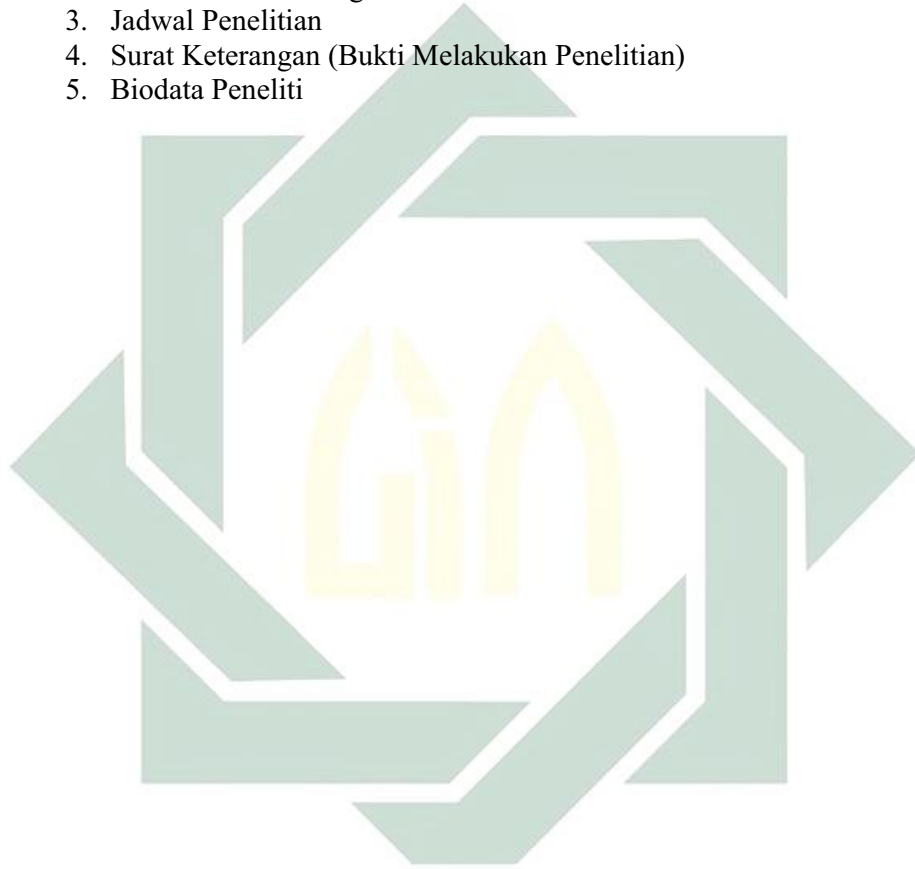 3. Jadwal Penelitian
4. Surat Keterangan (Bukti Melakukan Penelitian)
5. Biodata Peneliti